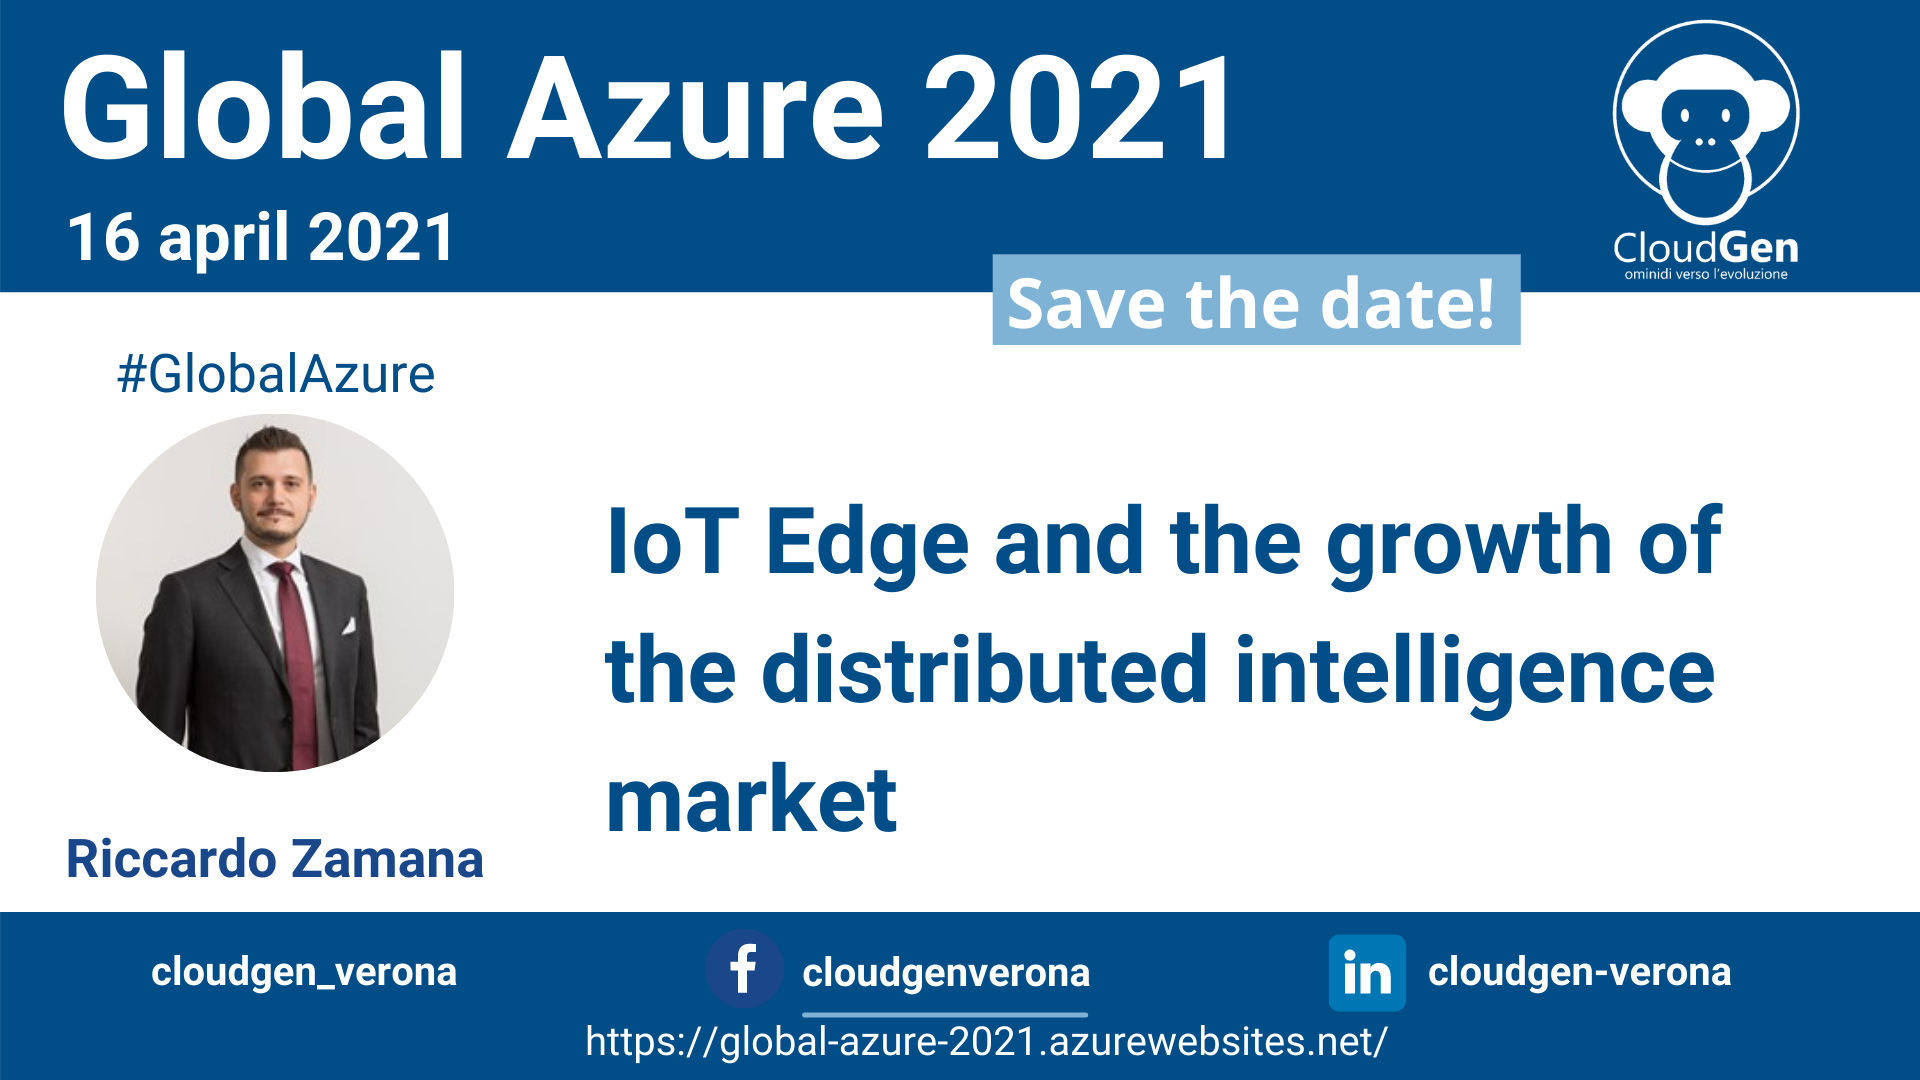 Global Azure 2021
16 april 2021
CloudGen
ominidi verso l'evoluzione
Save the date!
#GlobalAzure
IoT Edge and the growth of
the distributed intelligence
market
Riccardo Zamana
cloudgen_verona
f cloudgenverona
in cloudgen-verona
https://global-azure-2021.azurewebsites.net/